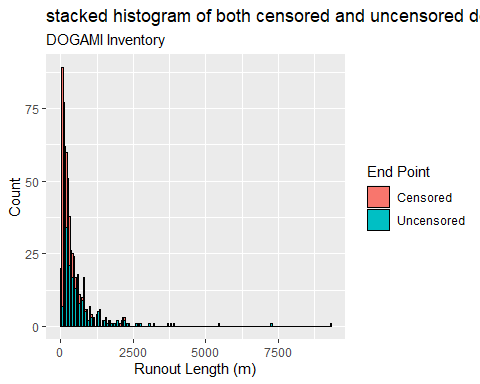 stacked histogram of both censored and uncensored d
DOGAMI Inventory
75
50
25
0
Count
0 2500 5000 7500
Runout Length (m)
End Point
Censored
Uncensored